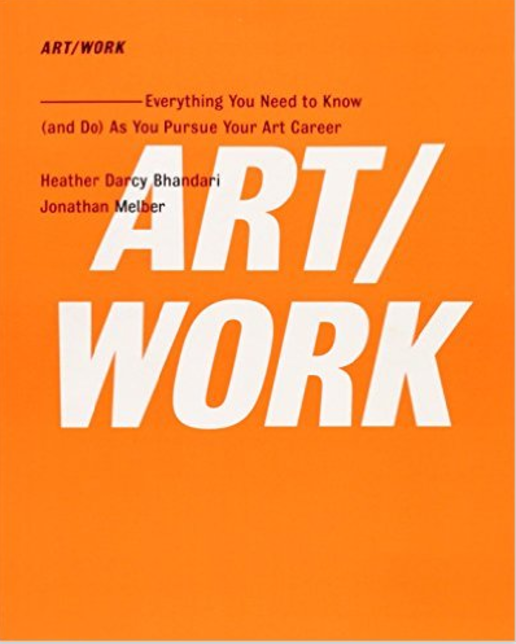 ART/WORK
Everything You Need to Know
(and Do) As You Pursue Your Art Career
Heather Darcy Bhandari
Jonathan Melber
ART/
WORK